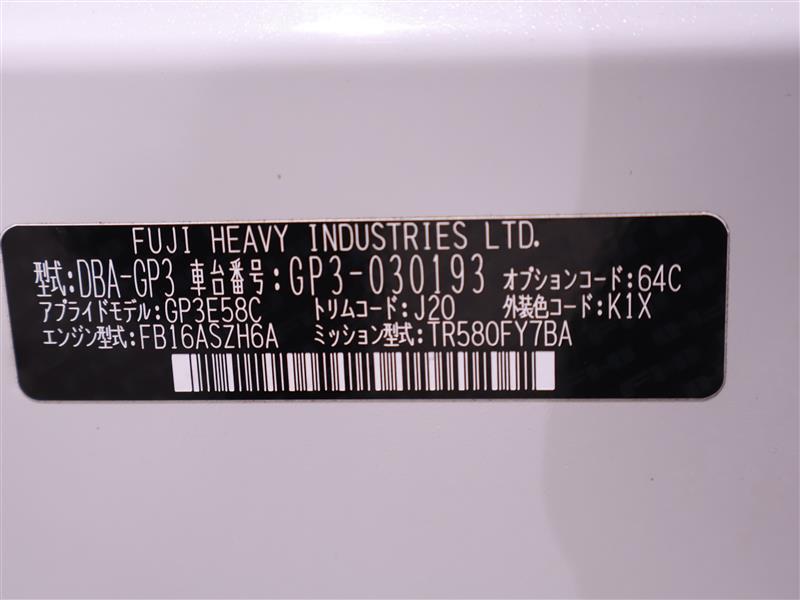 FUJI HEAVY INDUSTRIES LTD.
型式:DBA-GP3 車台番号:GP3-030193 オプションコード:64C
アプライドモデル:GP3E58C トリムコード:J20 外装色コード:K1X
エンジン型式:FB16ASZH6A ミッション型式:TR580FY7BA